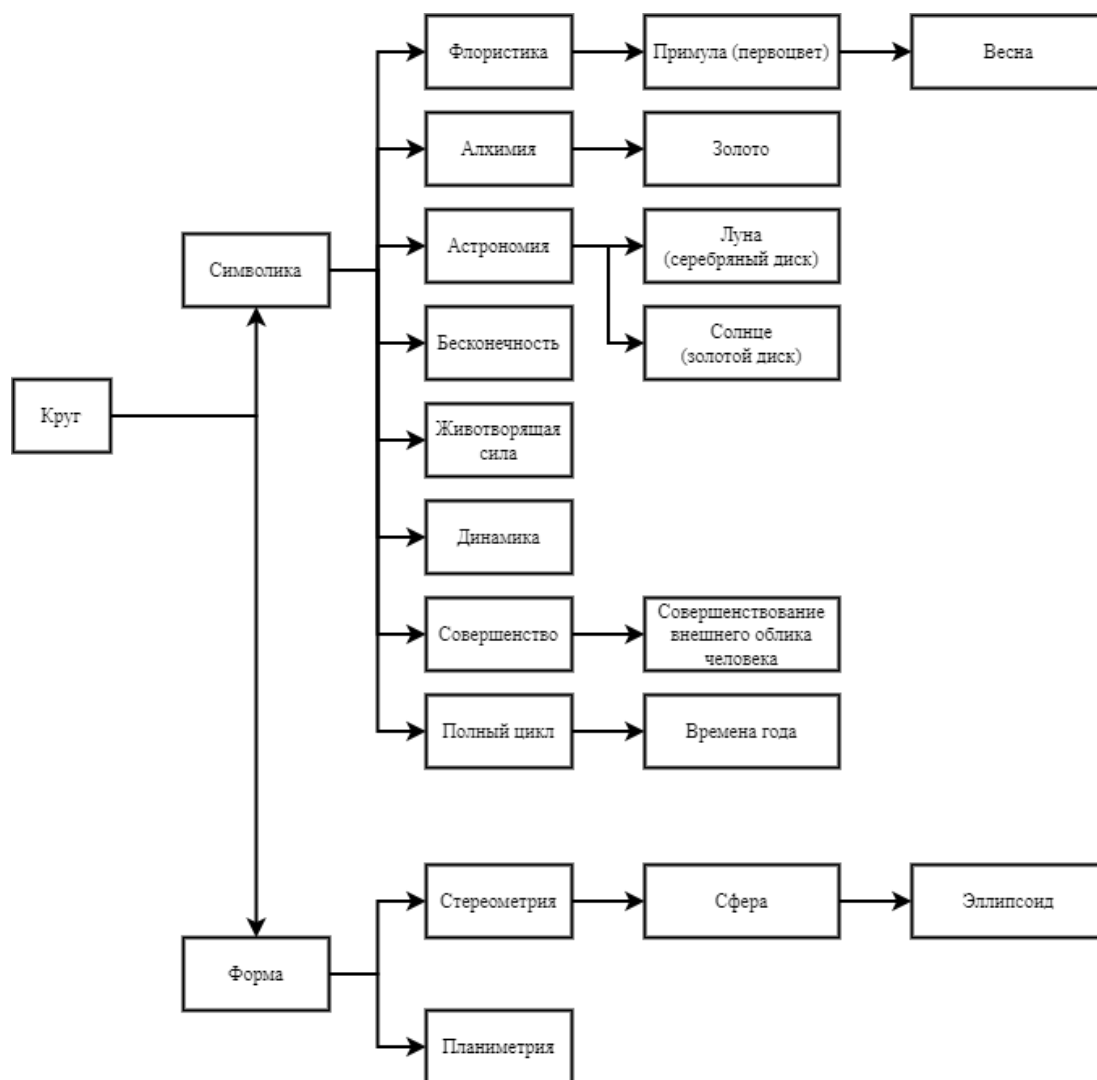 Флористика
Примула (первоцвет)
Весна
Алхимия
Золото
Символика
Астрономия
Луна
(серебряный диск)
Бесконечность
Солнце
(золотой диск)
Круг
Животворящая
сила
Динамика
Совершенство
Совершенствование
внешнего облика
человека
Полный цикл
Времена года
Стереометрия
Сфера
Эллипсоид
Форма
Планиметрия